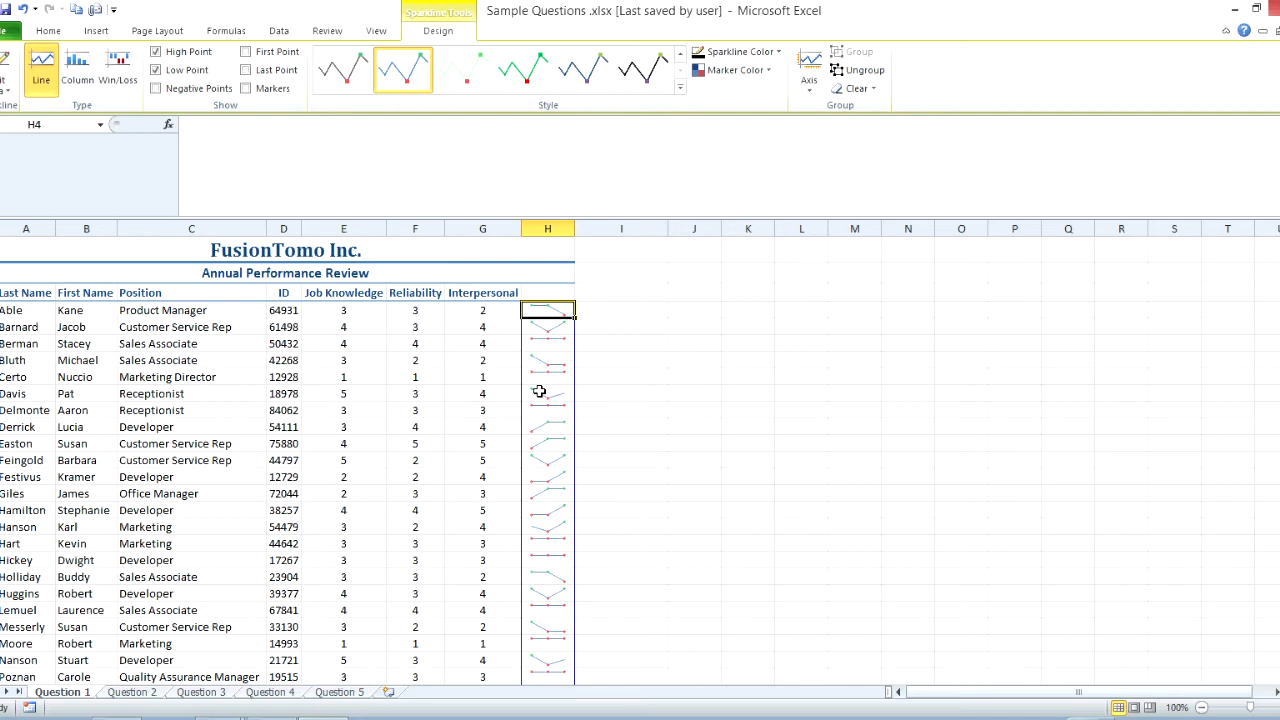 Sparkline Tools
Sample Questions .xlsx [Last saved by user] - Microsoft Excel
Home Insert Page Layout Formulas Data Review View Design
High Point First Point
Low Point Last Point
Negative Points Markers
Line Column Win/Loss
Sparkline Color
Marker Color
Axis
Group
Ungroup
Clear
Type Show Style Group
H4 fx
A B C D E F G H I J K L M N O P Q R S T
FusionTomo Inc.
Annual Performance Review
Last Name First Name Position ID Job Knowledge Reliability Interpersonal
Able Kane Product Manager 64931 3 3 2
Barnard Jacob Customer Service Rep 61498 4 3 4
Berman Stacey Sales Associate 50432 4 4 4
Bluth Michael Sales Associate 42268 3 2 2
Certo Nuccio Marketing Director 12928 1 1 1
Davis Pat Receptionist 18978 5 3 4
Delmonte Aaron Receptionist 84062 3 3 3
Derrick Lucia Developer 54111 3 4 4
Easton Susan Customer Service Rep 75880 4 5 5
Feingold Barbara Customer Service Rep 44797 5 2 5
Festivus Kramer Developer 12729 2 2 4
Giles James Office Manager 72044 2 3 3
Hamilton Stephanie Developer 38257 4 4 5
Hanson Karl Marketing 54479 3 2 4
Hart Kevin Marketing 44642 3 3 3
Hickey Dwight Developer 17267 3 3 3
Holliday Buddy Sales Associate 23904 3 3 2
Huggins Robert Developer 39377 4 3 4
Lemuel Laurence Sales Associate 67841 4 4 4
Messerly Susan Customer Service Rep 33130 3 2 2
Moore Robert Marketing 14993 1 1 1
Nanson Stuart Developer 21721 5 3 4
Poznan Carole Quality Assurance Manager 19515 3 3 3
Question 1 Question 2 Question 3 Question 4 Question 5
100%